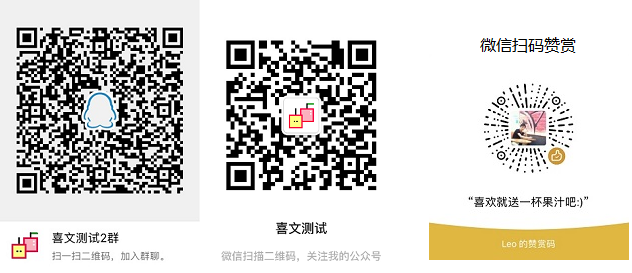 喜文测试2群
扫一扫二维码，加入群聊。
喜文测试
微信扫描二维码，关注我的公众号
微信扫码赞赏
“喜欢就送一杯果汁吧:)”
Leo 的赞赏码